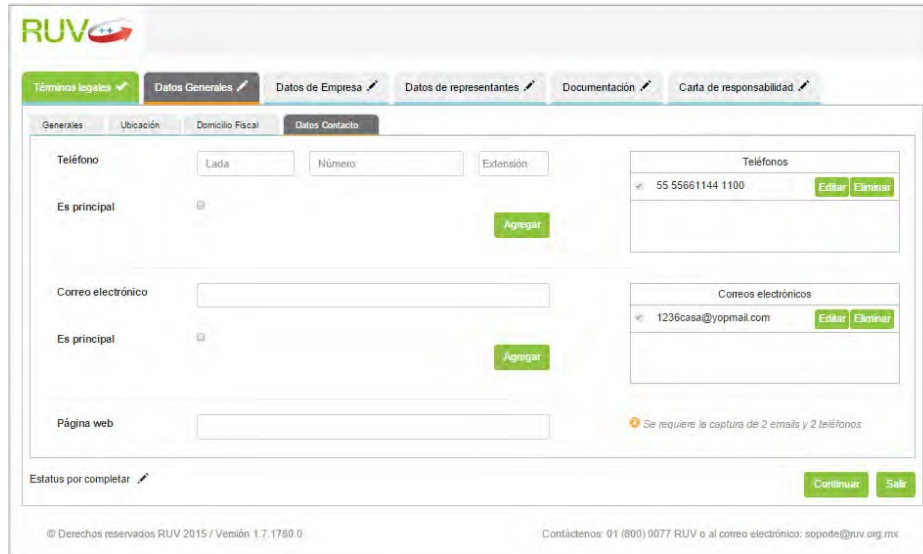 RUV
Términos legales
Datos Generales
Datos de Empresa
Datos de representantes
Documentación
Carta de responsabilidad
Generales
Ubicación
Domicilio Fiscal
Datos Contacto
Teléfono
Lada
Número
Extensión
Es principal
Agregar
Teléfonos
55 55661144 1100
Editar
Eliminar
Correo electrónico
Es principal
Agregar
Correos electrónicos
1236casa@yopmail.com
Editar
Eliminar
Página web
Se requiere la captura de 2 emails y 2 teléfonos
Estatus por completar
Continuar
Salir
© Derechos reservados RUV 2015 / Versión 1.7.1780.0
Contáctenos: 01 (800) 0077 RUV o al correo electrónico: soporte@ruv.org.mx